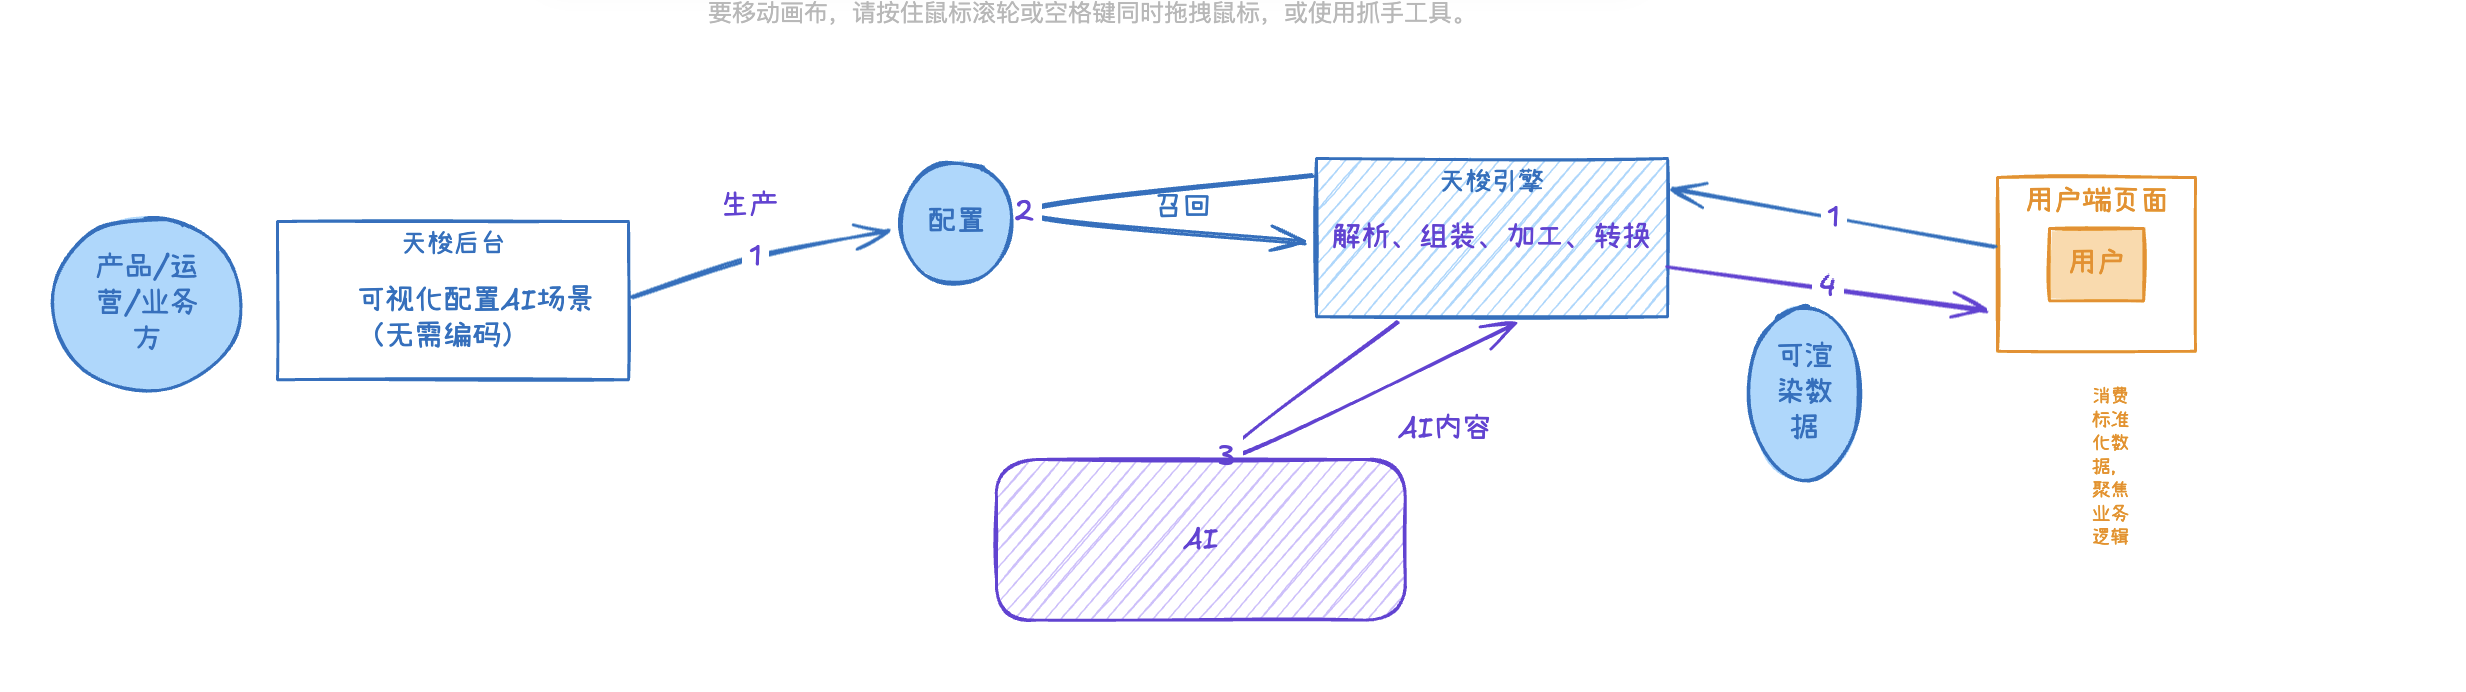 要移动画布，请按住鼠标滚轮或空格键同时拖拽鼠标，或使用抓手工具。
产品/运
营/业务
方
天梭后台
可视化配置AI场景
（无需编码）
生产
1
配置
2
召回
天梭引擎
解析、组装、加工、转换
1
4
用户端页面
用户
可渲
染数
据
消费
标准
化数
据，
聚焦
业务
逻辑
3
AI内容
AI